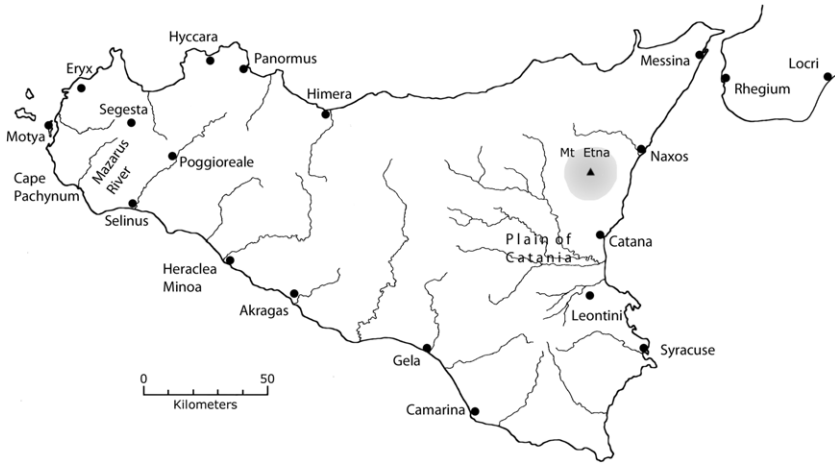 Hyccara
Panormus
Messina
Locri
Eryx
Rhegium
Himera
Segesta
Motya
Mt Etna
Naxos
Poggioreale
Mazarus
River
Cape
Pachynum
Selinus
Plain of
Catania
Catana
Heraclea
Minoa
Akragas
Leontini
Syracuse
Gela
0 50
Kilometers
Camarina